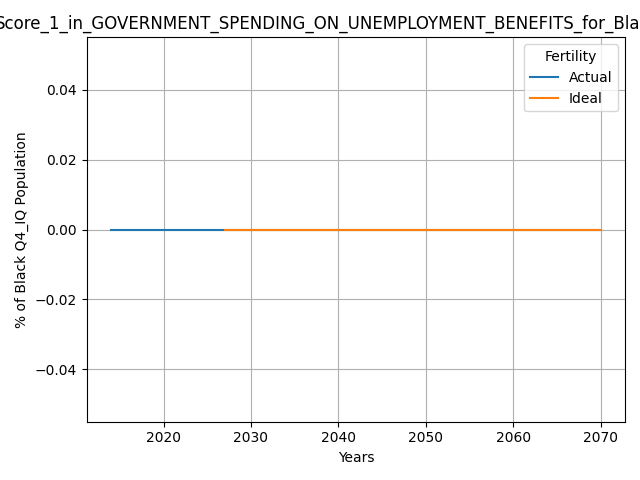 Score_1_in_GOVERNMENT_SPENDING_ON_UNEMPLOYMENT_BENEFITS_for_Bla
Fertility
Actual
Ideal
0.04
0.02
0.00
−0.02
−0.04
% of Black Q4_IQ Population
2020 2030 2040 2050 2060 2070
Years